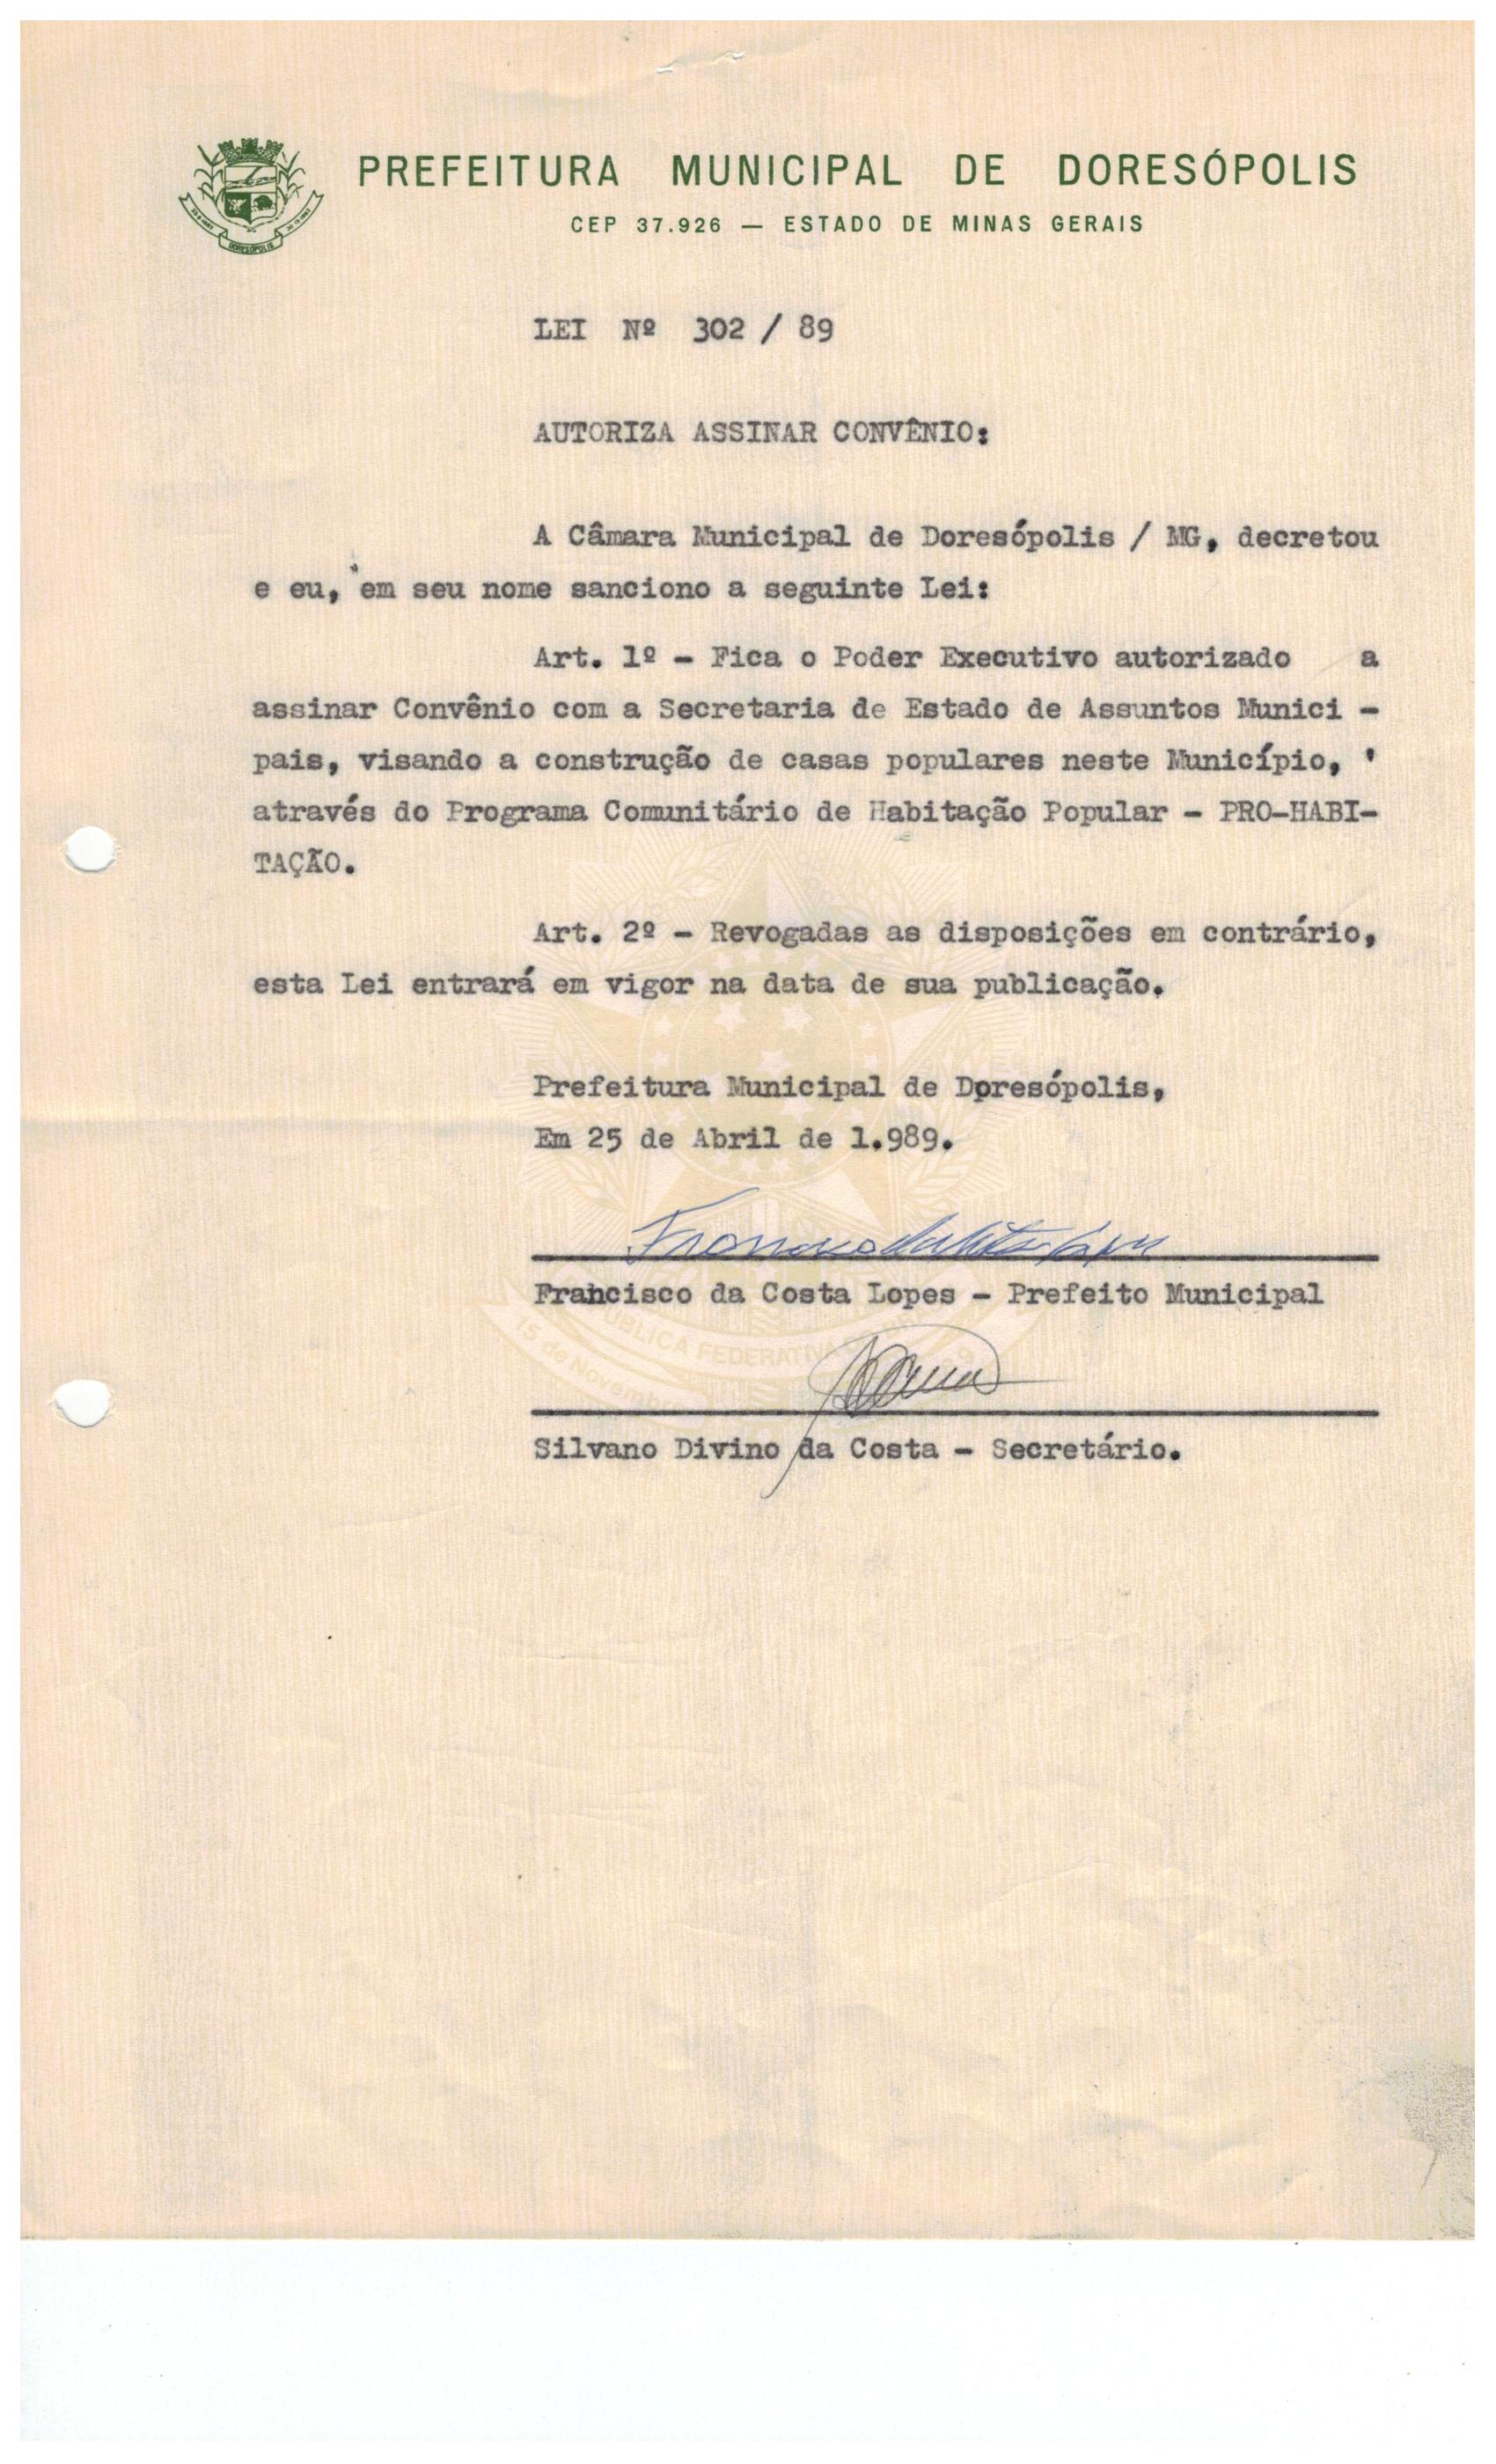 PREFEITURA MUNICIPAL DE DORESÓPOLIS
CEP 37.926 — ESTADO DE MINAS GERAIS
DORESÓPOLIS
LEI Nº 302 / 89
AUTORIZA ASSINAR CONVÊNIO:
A Câmara Municipal de Doresópolis / MG, decretou
e eu, em seu nome sanciono a seguinte Lei:
Art. 1º - Fica o Poder Executivo autorizado a
assinar Convênio com a Secretaria de Estado de Assuntos Munici -
pais, visando a construção de casas populares neste Município, '
através do Programa Comunitário de Habitação Popular - PRO-HABI-
TAÇÃO.
Art. 2º - Revogadas as disposições em contrário,
esta Lei entrará em vigor na data de sua publicação.
Prefeitura Municipal de Doresópolis,
Em 25 de Abril de 1.989.
Francisco da Costa Lopes - Prefeito Municipal
15 de Novemb
FEDERATIV
Silvano Divino da Costa - Secretário.